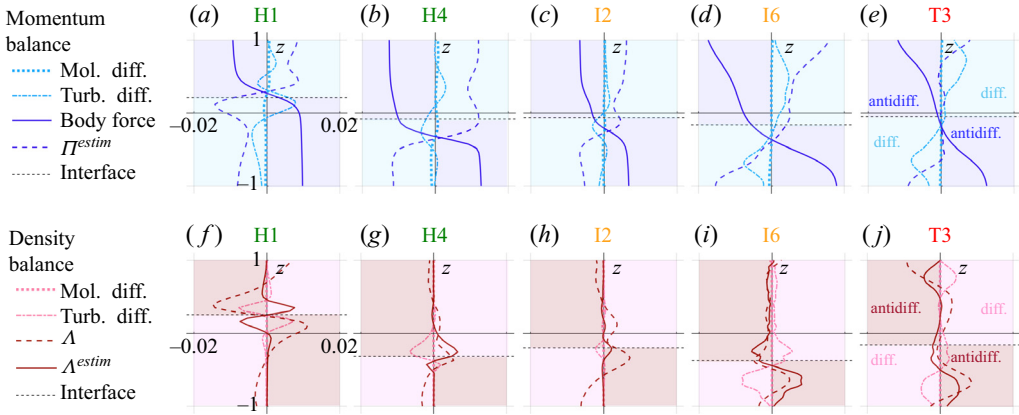 Momentum balance
Mol. diff.
Turb. diff.
Body force
Π^estim
Interface
(a) H1
1
z
−0.02
0.02
−1
(b) H4
z
(c) I2
z
(d) I6
z
(e) T3
z
antidiff.
diff.
diff.
antidiff.
Density balance
Mol. diff.
Turb. diff.
Λ
Λ^estim
Interface
(f) H1
1
z
−0.02
0.02
−1
(g) H4
z
(h) I2
z
(i) I6
z
(j) T3
z
antidiff.
diff.
diff.
antidiff.